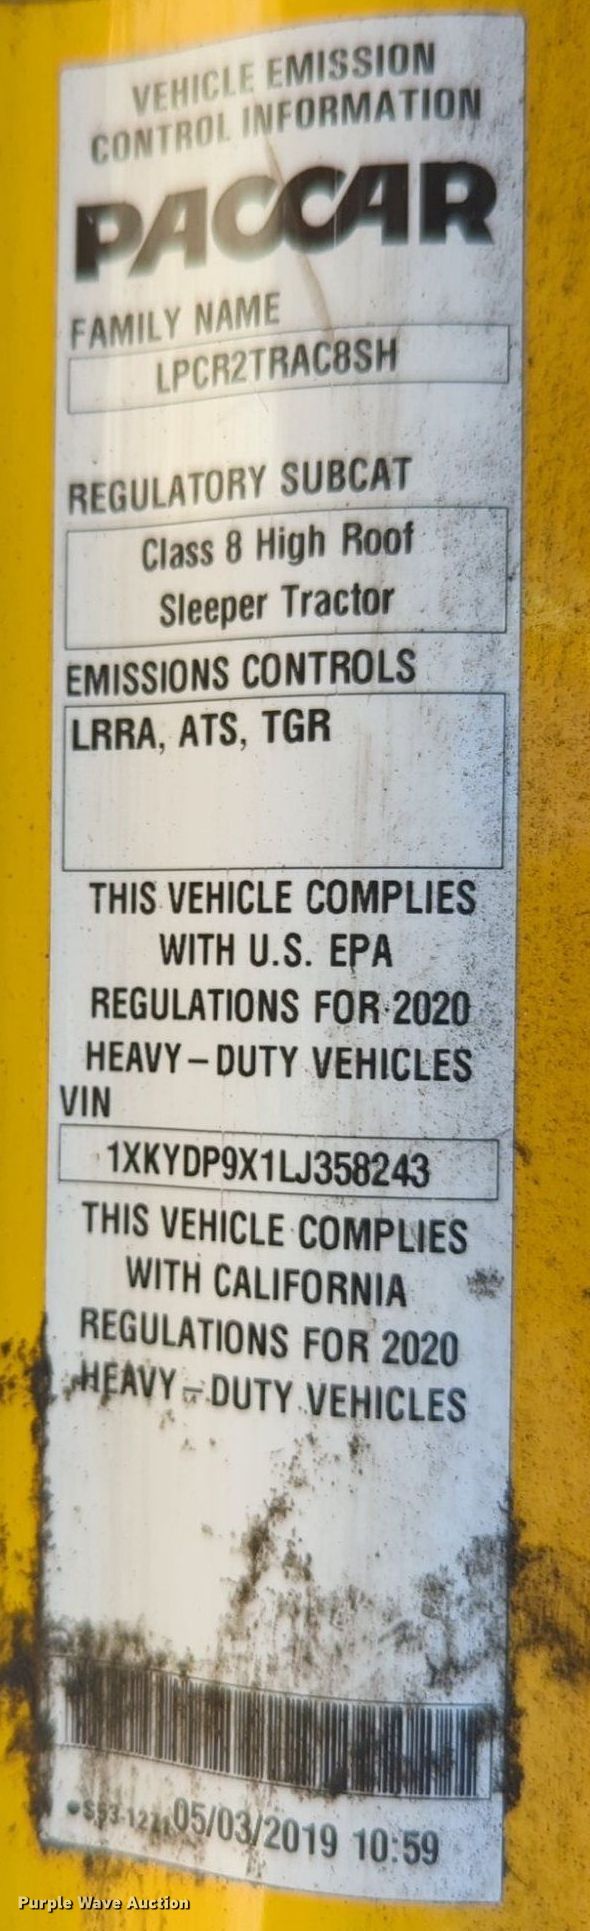 VEHICLE EMISSION
CONTROL INFORMATION
PACCAR
FAMILY NAME
LPCR2TRAC8SH
REGULATORY SUBCAT
Class 8 High Roof
Sleeper Tractor
EMISSIONS CONTROLS
LRRA, ATS, TGR
THIS VEHICLE COMPLIES
WITH U.S. EPA
REGULATIONS FOR 2020
HEAVY-DUTY VEHICLES
VIN
1XKYDP9X1LJ358243
THIS VEHICLE COMPLIES
WITH CALIFORNIA
REGULATIONS FOR 2020
HEAVY-DUTY VEHICLES
05/03/2019 10:59
Purple Wave Auction